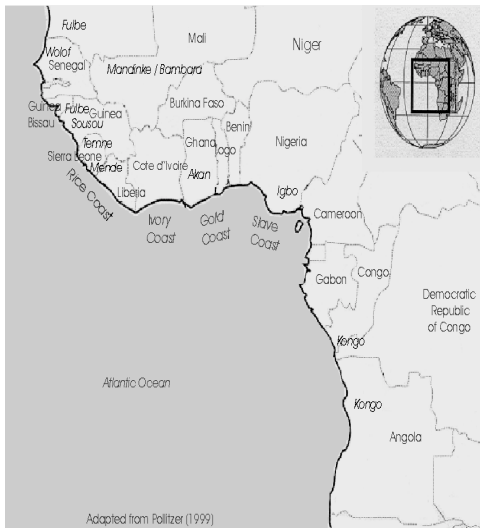 Fulbe
Mali
Niger
Wolof
Senegal
Mandinke / Bambara
Burkina Faso
Guinea
Bissau
Fulbe
Guinea
Sousou
Benin
Ghana
Togo
Nigeria
Temne
Sierra Leone
Mende
Cote d'Ivoire
Akan
Liberia
Igbo
Rice Coast
Ivory
Coast
Gold
Coast
Slave
Coast
Cameroon
Gabon
Congo
Democratic
Republic
of Congo
Kongo
Atlantic Ocean
Kongo
Angola
Adapted from Pollitzer (1999)